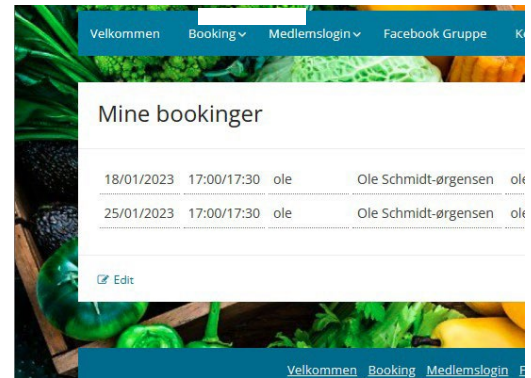 Velkommen Booking Medlemslogin Facebook Gruppe
Mine bookinger
18/01/2023 17:00/17:30 ole Ole Schmidt-ørgensen
25/01/2023 17:00/17:30 ole Ole Schmidt-ørgensen
Edit
Velkommen Booking Medlemslogin